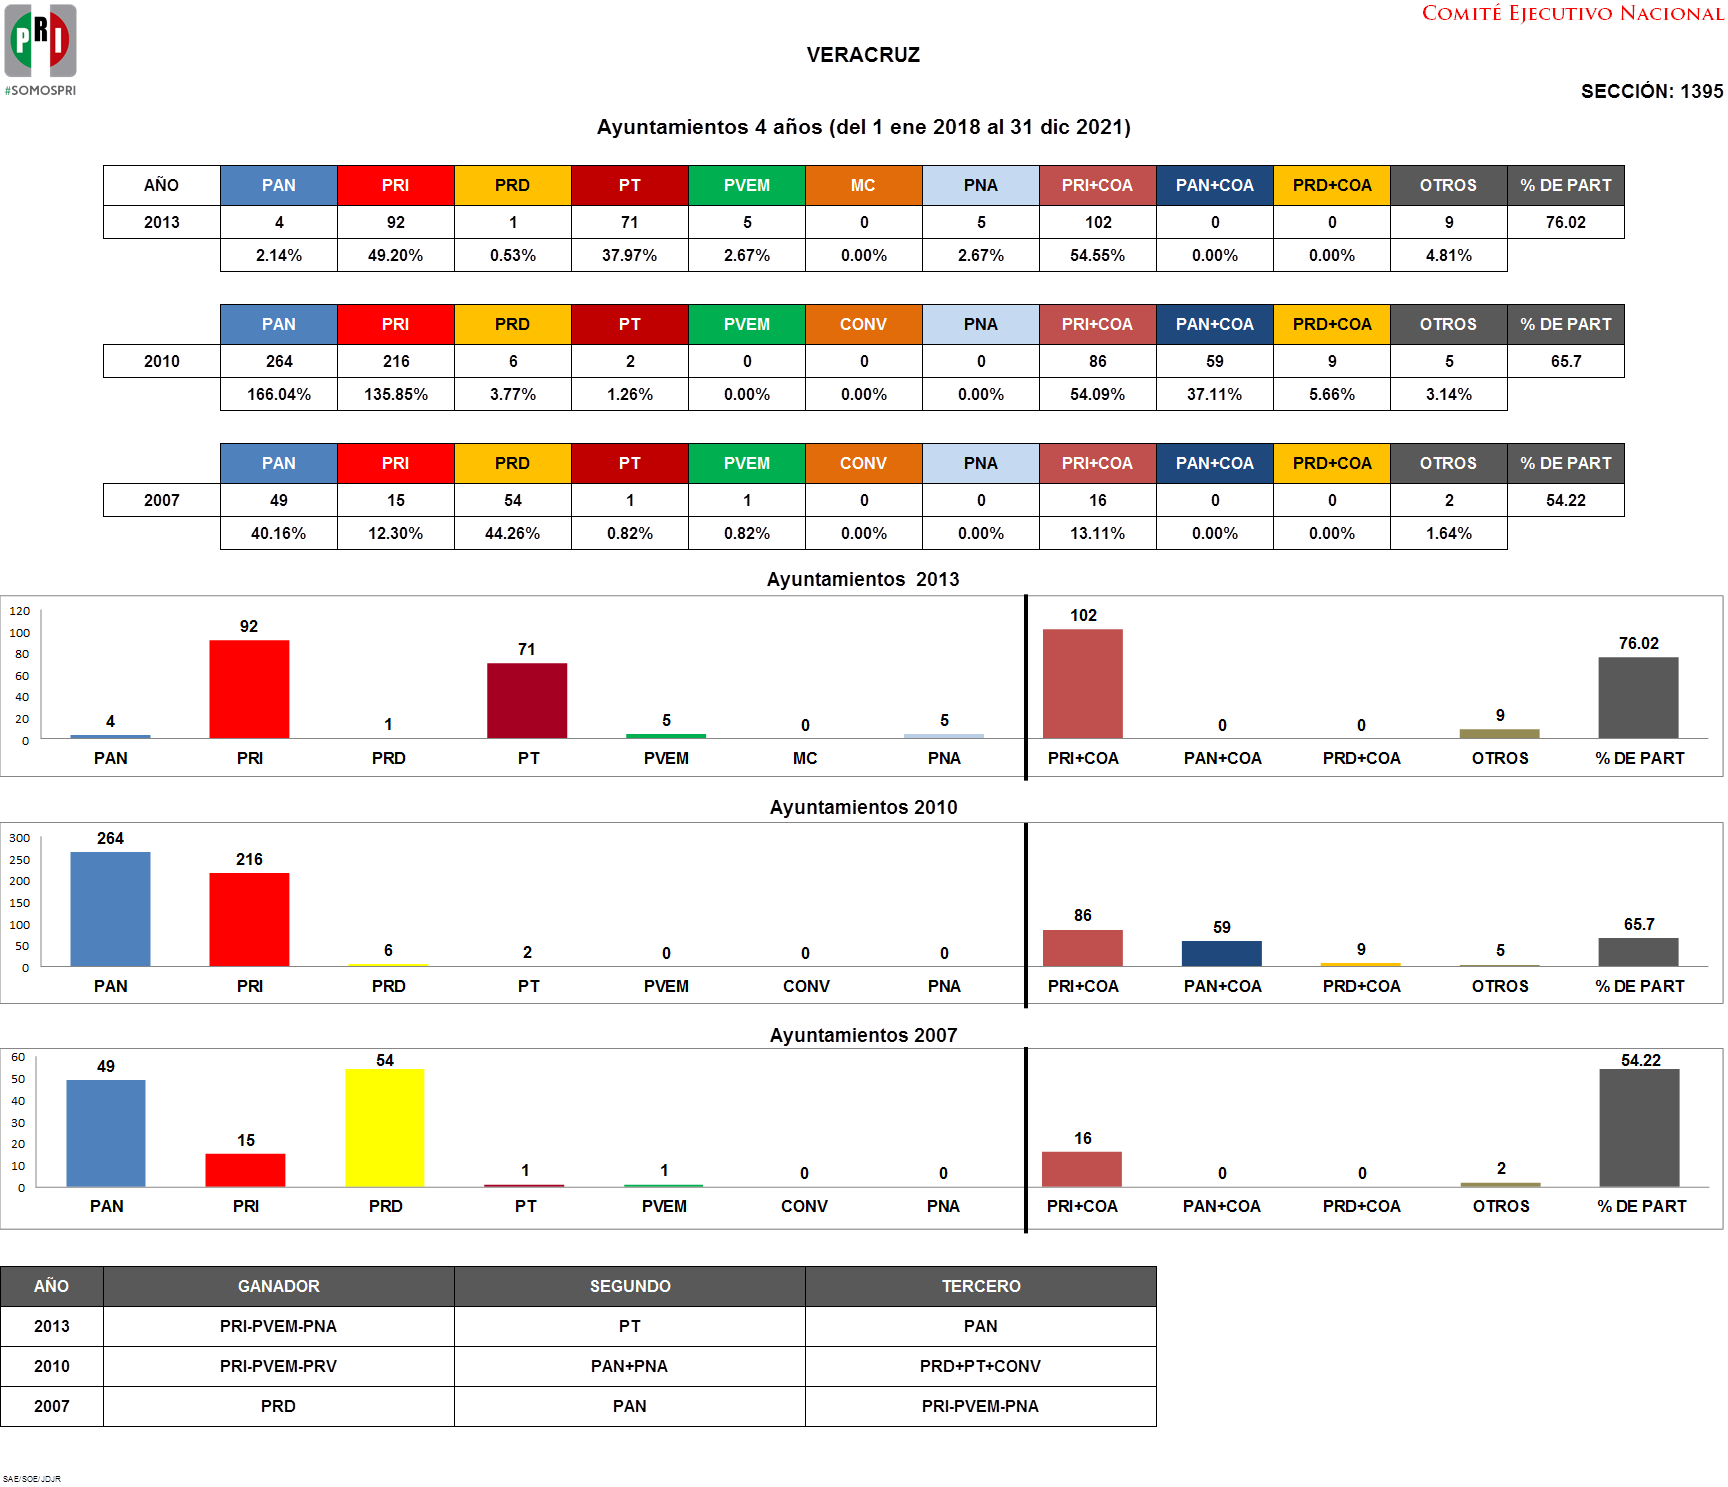 PRI
#SOMOSPRI
COMITÉ EJECUTIVO NACIONAL
VERACRUZ
SECCIÓN: 1395
Ayuntamientos 4 años (del 1 ene 2018 al 31 dic 2021)
AÑO PAN PRI PRD PT PVEM MC PNA PRI+COA PAN+COA PRD+COA OTROS % DE PART
2013 4 92 1 71 5 0 5 102 0 0 9 76.02
2.14% 49.20% 0.53% 37.97% 2.67% 0.00% 2.67% 54.55% 0.00% 0.00% 4.81%
PAN PRI PRD PT PVEM CONV PNA PRI+COA PAN+COA PRD+COA OTROS % DE PART
2010 264 216 6 2 0 0 0 86 59 9 5 65.7
166.04% 135.85% 3.77% 1.26% 0.00% 0.00% 0.00% 54.09% 37.11% 5.66% 3.14%
PAN PRI PRD PT PVEM CONV PNA PRI+COA PAN+COA PRD+COA OTROS % DE PART
2007 49 15 54 1 1 0 0 16 0 0 2 54.22
40.16% 12.30% 44.26% 0.82% 0.82% 0.00% 0.00% 13.11% 0.00% 0.00% 1.64%
Ayuntamientos 2013
120
100
80
60
40
20
0
4 92 1 71 5 0 5 102 0 0 9 76.02
PAN PRI PRD PT PVEM MC PNA PRI+COA PAN+COA PRD+COA OTROS % DE PART
Ayuntamientos 2010
300
250
200
150
100
50
0
264 216 6 2 0 0 0 86 59 9 5 65.7
PAN PRI PRD PT PVEM CONV PNA PRI+COA PAN+COA PRD+COA OTROS % DE PART
Ayuntamientos 2007
60
50
40
30
20
10
0
49 15 54 1 1 0 0 16 0 0 2 54.22
PAN PRI PRD PT PVEM CONV PNA PRI+COA PAN+COA PRD+COA OTROS % DE PART
AÑO GANADOR SEGUNDO TERCERO
2013 PRI-PVEM-PNA PT PAN
2010 PRI-PVEM-PRV PAN+PNA PRD+PT+CONV
2007 PRD PAN PRI-PVEM-PNA
SAE/SOE/JDJR